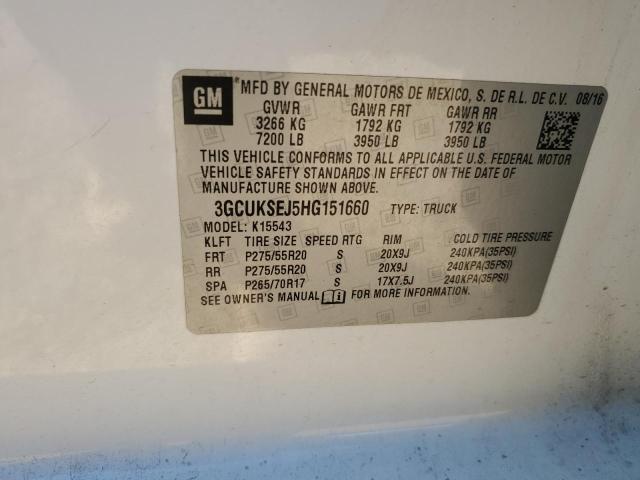 GM
*MFD BY GENERAL MOTORS DE MEXICO, S. DE R.L. DE C.V. 08/16
GVWR GAWR FRT GAWR RR
3266 KG 1792 KG 1792 KG
7200 LB 3950 LB 3950 LB
THIS VEHICLE CONFORMS TO ALL APPLICABLE U.S. FEDERAL MOTOR
VEHICLE SAFETY STANDARDS IN EFFECT ON THE DATE OF
MANUFACTURE SHOWN ABOVE.
3GCUKSEJ5HG151660 TYPE: TRUCK
MODEL: K15543
KLFT TIRE SIZE SPEED RTG RIM COLD TIRE PRESSURE
FRT P275/55R20 S 20X9J 240KPA(35PSI)
RR P275/55R20 S 20X9J 240KPA(35PSI)
SPA P265/70R17 S 17X7.5J 240KPA(35PSI)
SEE OWNER'S MANUAL FOR MORE INFORMATION.